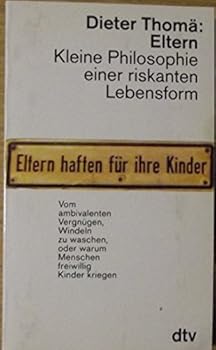 Dieter Thomä:
Eltern
Kleine Philosophie
einer riskanten
Lebensform
Eltern haften für ihre Kinder
Vom
ambivalenten
Vergnügen,
Windeln
zu waschen,
oder warum
Menschen
freiwillig
Kinder kriegen
dtv